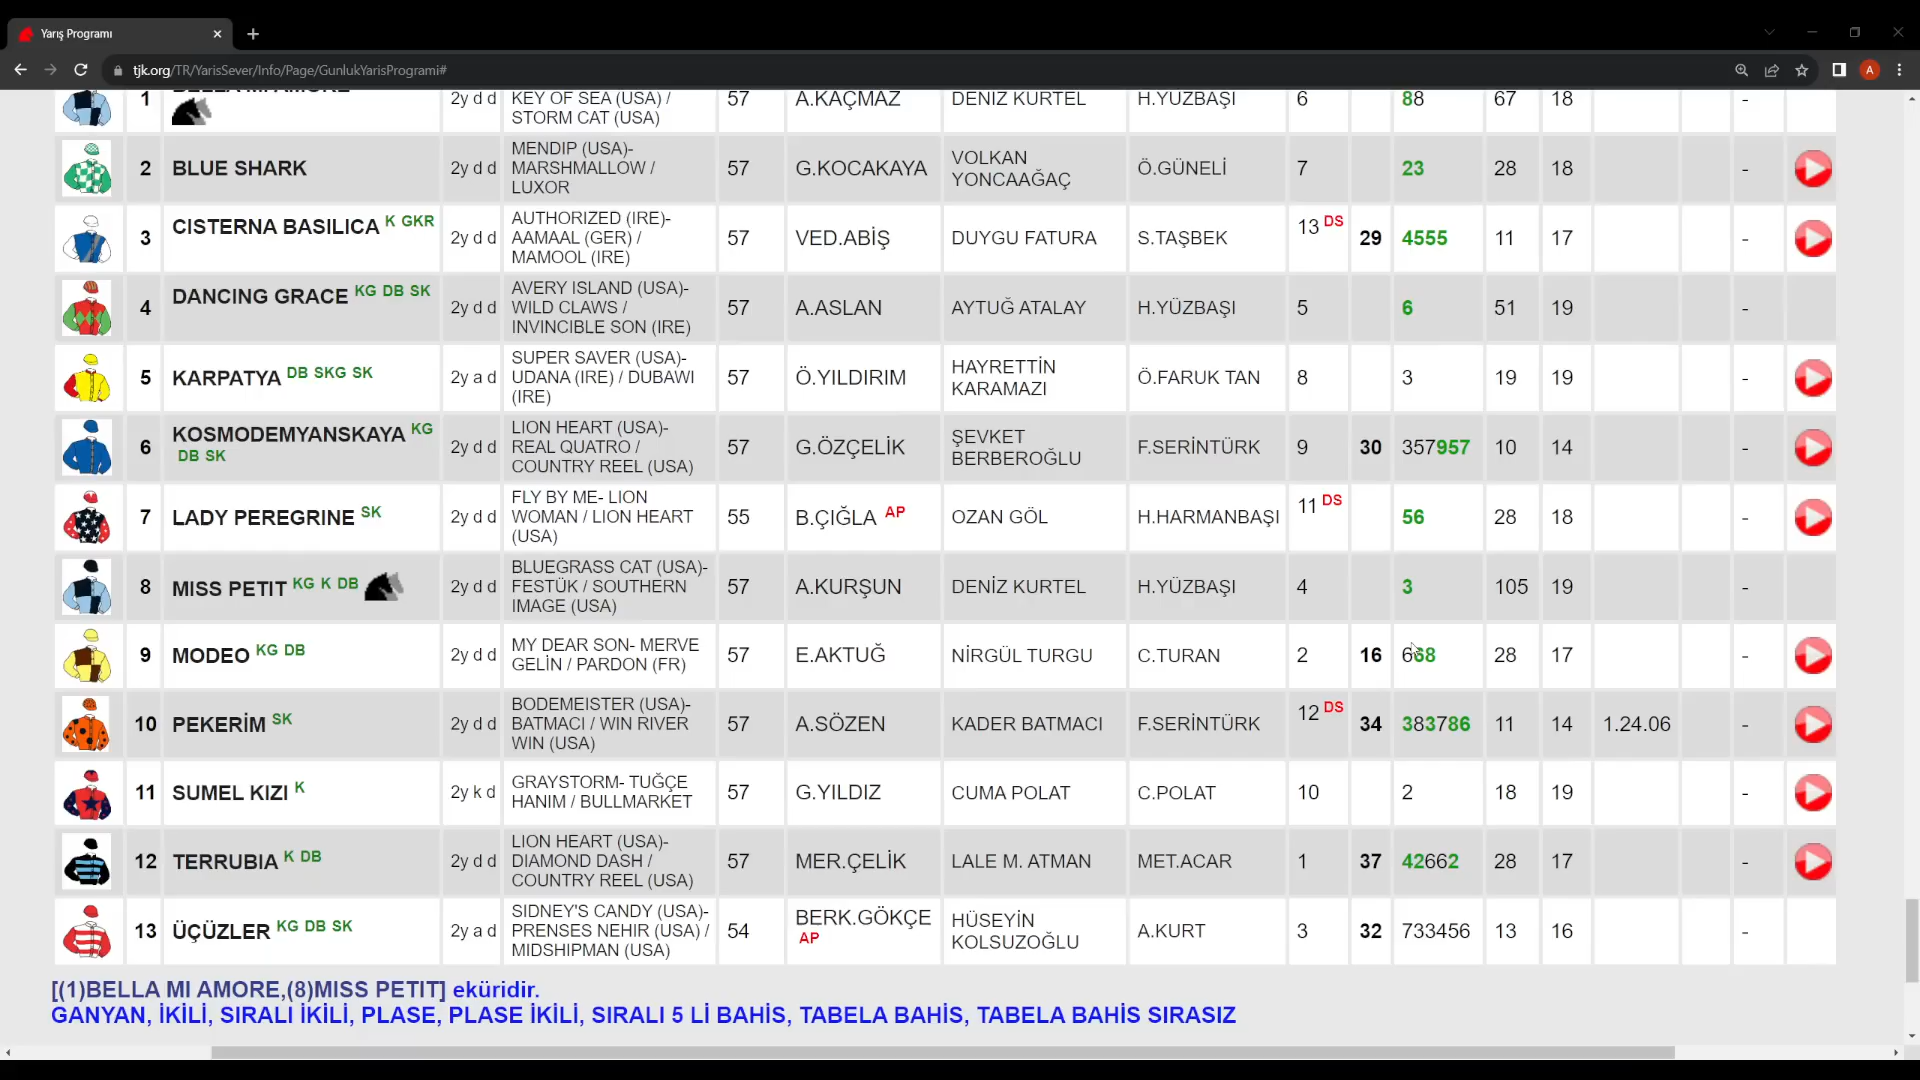 Yarış Programı
tjk.org/TR/YarisSever/Info/Page/GunlukYarisProgrami#
A
1 BELLA MI AMORE 2y d d KEY OF SEA (USA) / STORM CAT (USA) 57 A.KAÇMAZ DENİZ KURTEL H.YÜZBAŞI 6 88 67 18 -
2 BLUE SHARK 2y d d MENDIP (USA)- MARSHMALLOW / LUXOR 57 G.KOCAKAYA VOLKAN YONCAAĞAÇ Ö.GÜNELİ 7 23 28 18 -
3 CISTERNA BASILICA K GKR 2y d d AUTHORIZED (IRE)- AAMAAL (GER) / MAMOOL (IRE) 57 VED.ABİŞ DUYGU FATURA S.TAŞBEK 13 DS 29 4555 11 17 -
4 DANCING GRACE KG DB SK 2y d d AVERY ISLAND (USA)- WILD CLAWS / INVINCIBLE SON (IRE) 57 A.ASLAN AYTUĞ ATALAY H.YÜZBAŞI 5 6 51 19 -
5 KARPATYA DB SKG SK 2y a d SUPER SAVER (USA)- UDANA (IRE) / DUBAWI (IRE) 57 Ö.YILDIRIM HAYRETTİN KARAMAZI Ö.FARUK TAN 8 3 19 19 -
6 KOSMODEMYANSKAYA KG DB SK 2y d d LION HEART (USA)- REAL QUATRO / COUNTRY REEL (USA) 57 G.ÖZÇELİK ŞEVKET BERBEROĞLU F.SERİNTÜRK 9 30 357957 10 14 -
7 LADY PEREGRINE SK 2y d d FLY BY ME- LION WOMAN / LION HEART (USA) 55 B.ÇIĞLA AP OZAN GÖL H.HARMANBAŞI 11 DS 56 28 18 -
8 MISS PETIT KG K DB 2y d d BLUEGRASS CAT (USA)- FESTÜK / SOUTHERN IMAGE (USA) 57 A.KURŞUN DENİZ KURTEL H.YÜZBAŞI 4 3 105 19 -
9 MODEO KG DB 2y d d MY DEAR SON- MERVE GELİN / PARDON (FR) 57 E.AKTUĞ NİRGÜL TURGU C.TURAN 2 16 668 28 17 -
10 PEKERİM SK 2y d d BODEMEISTER (USA)- BATMACI / WIN RIVER WIN (USA) 57 A.SÖZEN KADER BATMACI F.SERİNTÜRK 12 DS 34 383786 11 14 1.24.06 -
11 SUMEL KIZI K 2y k d GRAYSTORM- TUĞÇE HANIM / BULLMARKET 57 G.YILDIZ CUMA POLAT C.POLAT 10 2 18 19 -
12 TERRUBIA K DB 2y d d LION HEART (USA)- DIAMOND DASH / COUNTRY REEL (USA) 57 MER.ÇELİK LALE M. ATMAN MET.ACAR 1 37 42662 28 17 -
13 ÜÇÜZLER KG DB SK 2y a d SIDNEY'S CANDY (USA)- PRENSES NEHIR (USA) / MIDSHIPMAN (USA) 54 BERK.GÖKÇE AP HÜSEYİN KOLSUZOĞLU A.KURT 3 32 733456 13 16 -
[(1)BELLA MI AMORE,(8)MISS PETIT] eküridir.
GANYAN, İKİLİ, SIRALI İKİLİ, PLASE, PLASE İKİLİ, SIRALI 5 Lİ BAHİS, TABELA BAHİS, TABELA BAHİS SIRASIZ